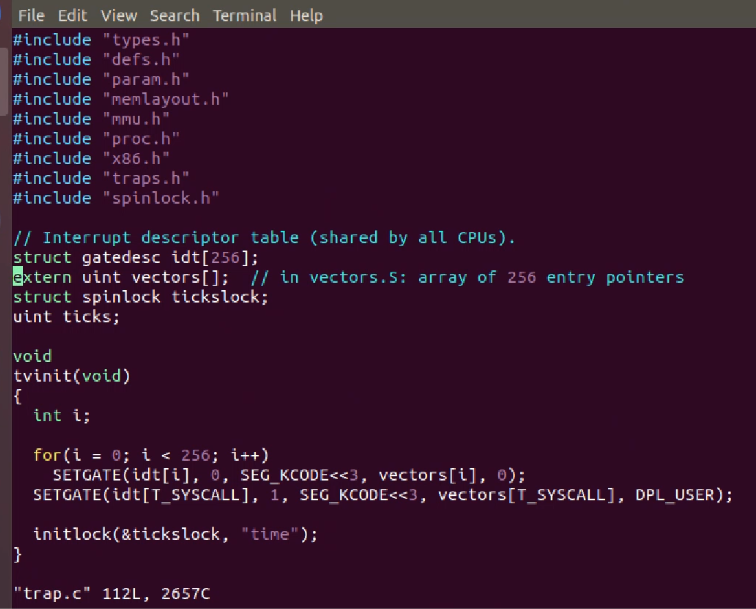 File Edit View Search Terminal Help
#include "types.h"
#include "defs.h"
#include "param.h"
#include "memlayout.h"
#include "mmu.h"
#include "proc.h"
#include "x86.h"
#include "traps.h"
#include "spinlock.h"

// Interrupt descriptor table (shared by all CPUs).
struct gatedesc idt[256];
extern uint vectors[];  // in vectors.S: array of 256 entry pointers
struct spinlock tickslock;
uint ticks;

void
tvinit(void)
{
  int i;

  for(i = 0; i < 256; i++)
    SETGATE(idt[i], 0, SEG_KCODE<<3, vectors[i], 0);
  SETGATE(idt[T_SYSCALL], 1, SEG_KCODE<<3, vectors[T_SYSCALL], DPL_USER);

  initlock(&tickslock, "time");
}
"trap.c" 112L, 2657C